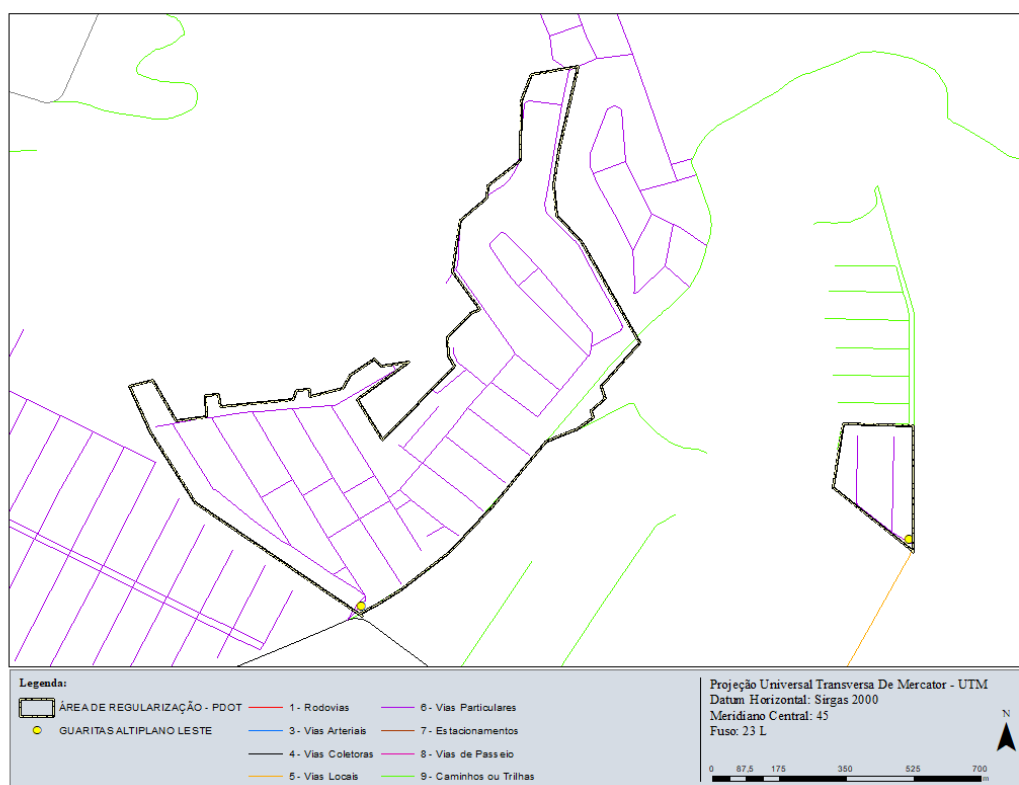 Legenda:
ÁREA DE REGULARIZAÇÃO - PDOT
GUARITAS ALTIPLANO LESTE
1 - Rodovias
3 - Vias Arteriais
4 - Vias Coletoras
5 - Vias Locais
6 - Vias Particulares
7 - Estacionamentos
8 - Vias de Passeio
9 - Caminhos ou Trilhas
Projeção Universal Transversa De Mercator - UTM
Datum Horizontal: Sirgas 2000
Meridiano Central: 45
Fuso: 23 L
N
0 87,5 175 350 525 700
m